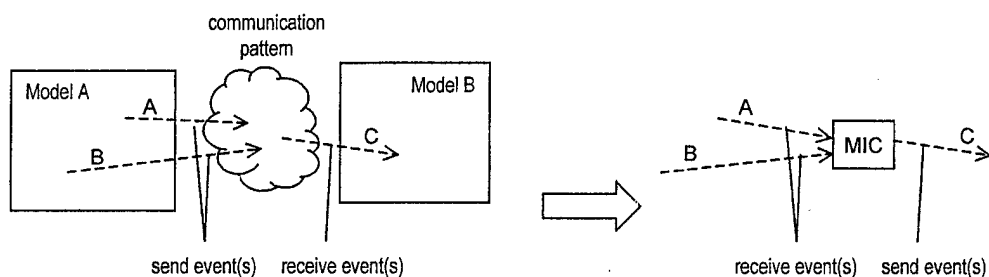 communication
pattern
Model A
Model B
A
B
C
send event(s)
receive event(s)
A
B
MIC
C
receive event(s)
send event(s)